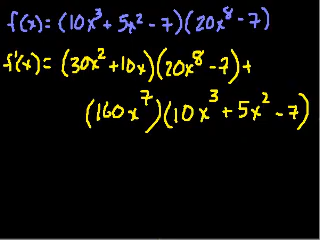 f(x) = (10x³ + 5x² - 7)(20x⁸ - 7)
f'(x) = (30x² + 10x)(20x⁸ - 7) +
(160x⁷)(10x³ + 5x² - 7)